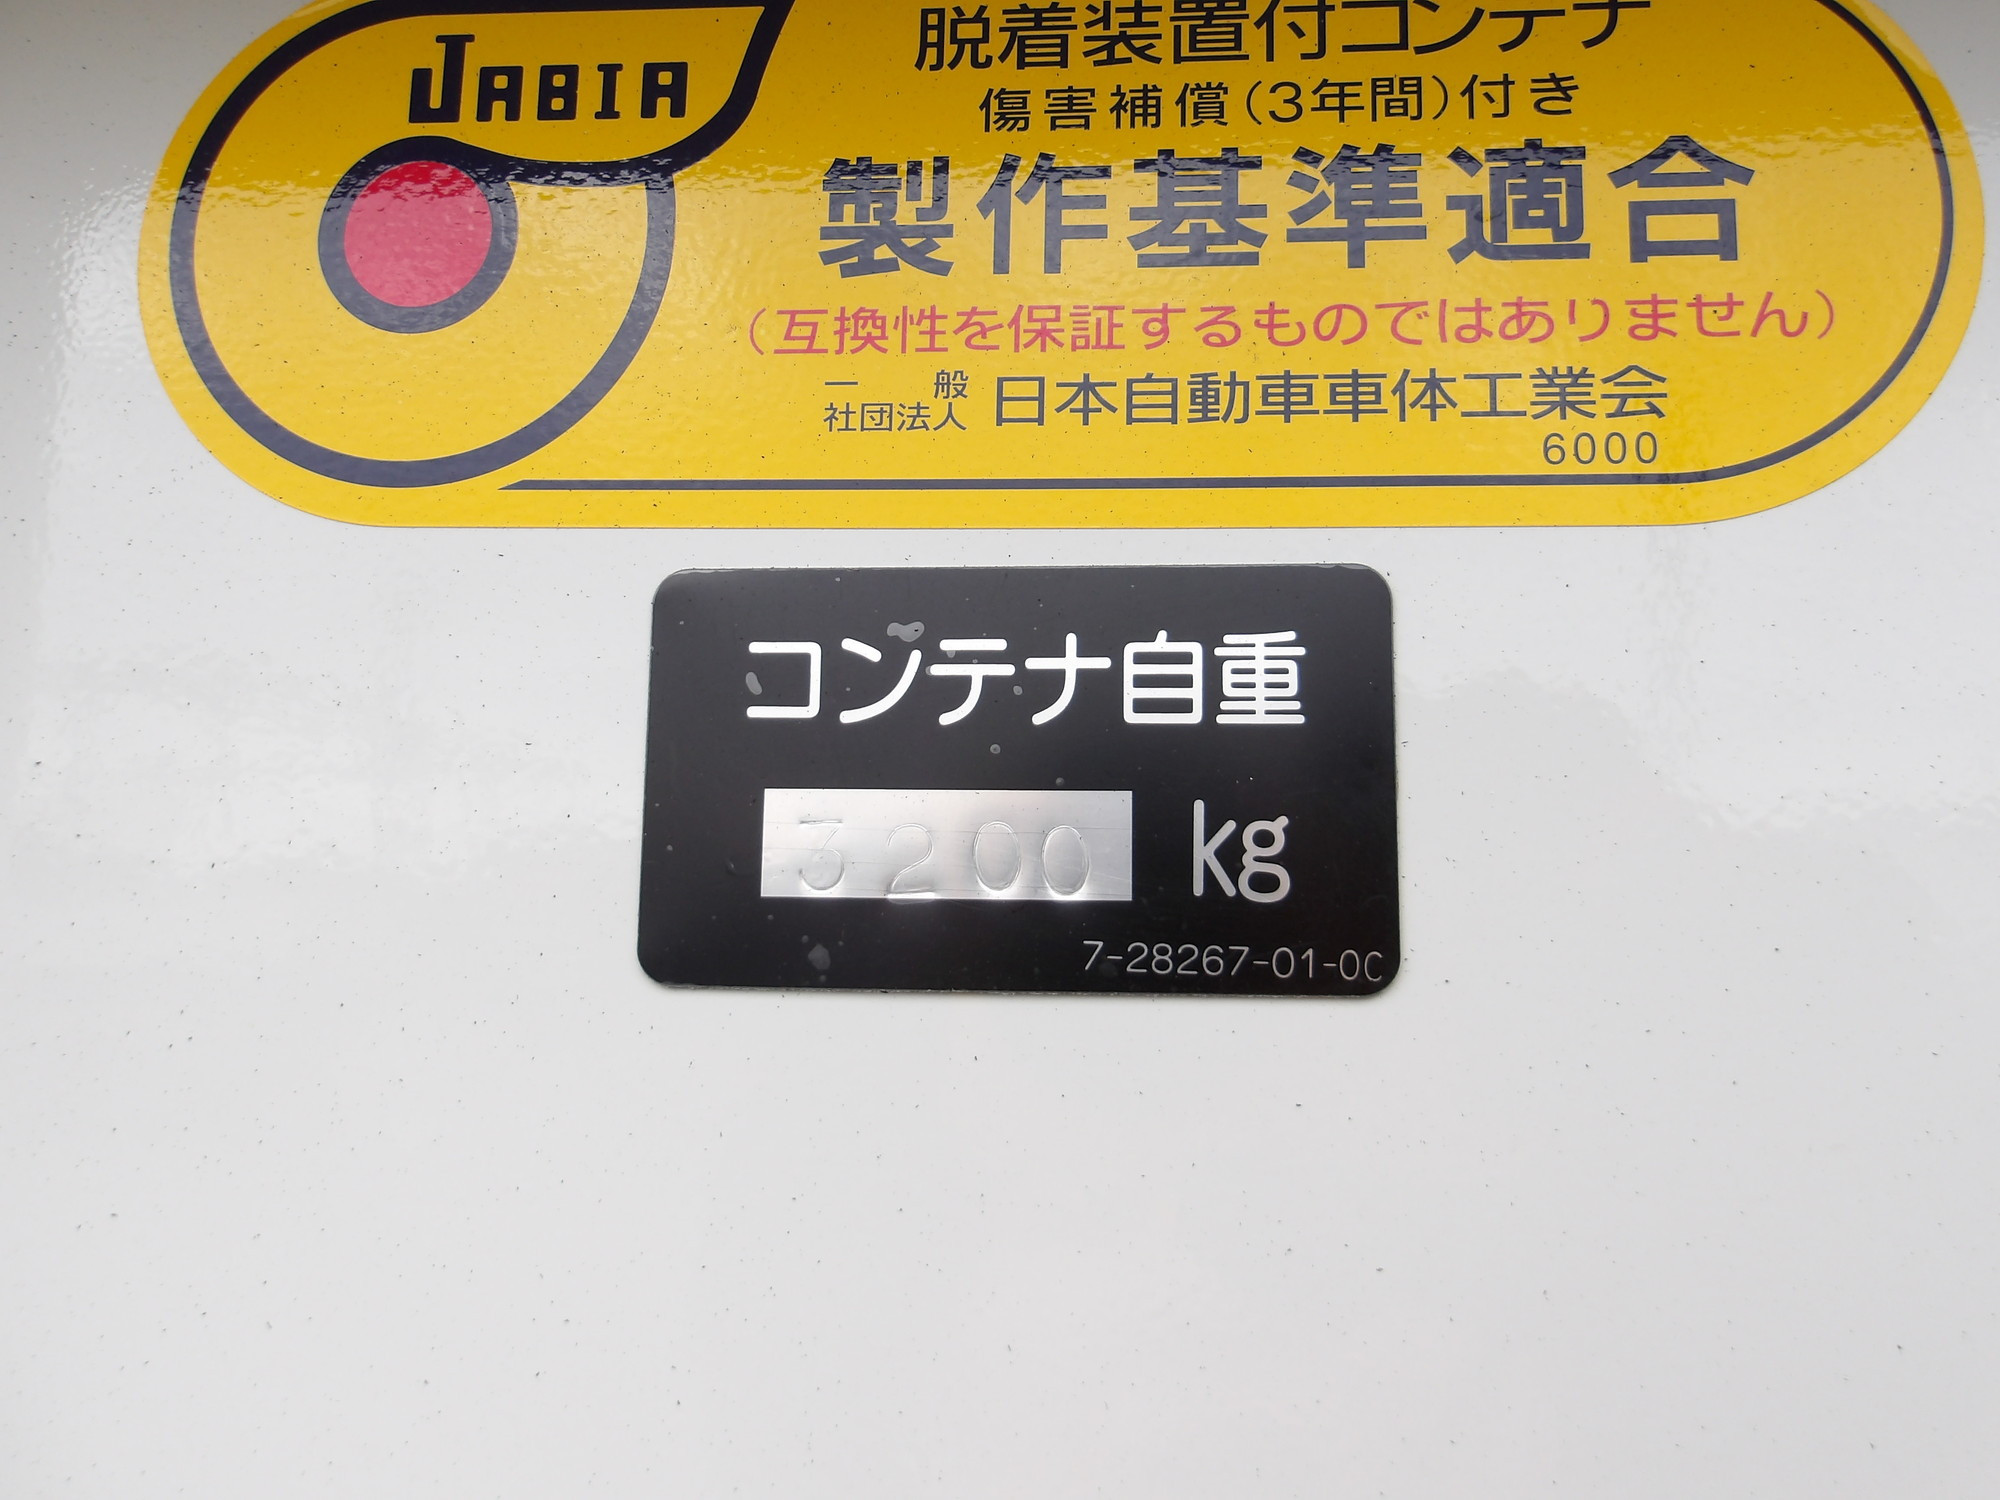 JABIA
脱着装置付コンテナ
傷害補償(3年間)付き
製作基準適合
(互換性を保証するものではありません)
一般社団法人 日本自動車車体工業会
6000
コンテナ自重
3200 kg
7-28267-01-0C